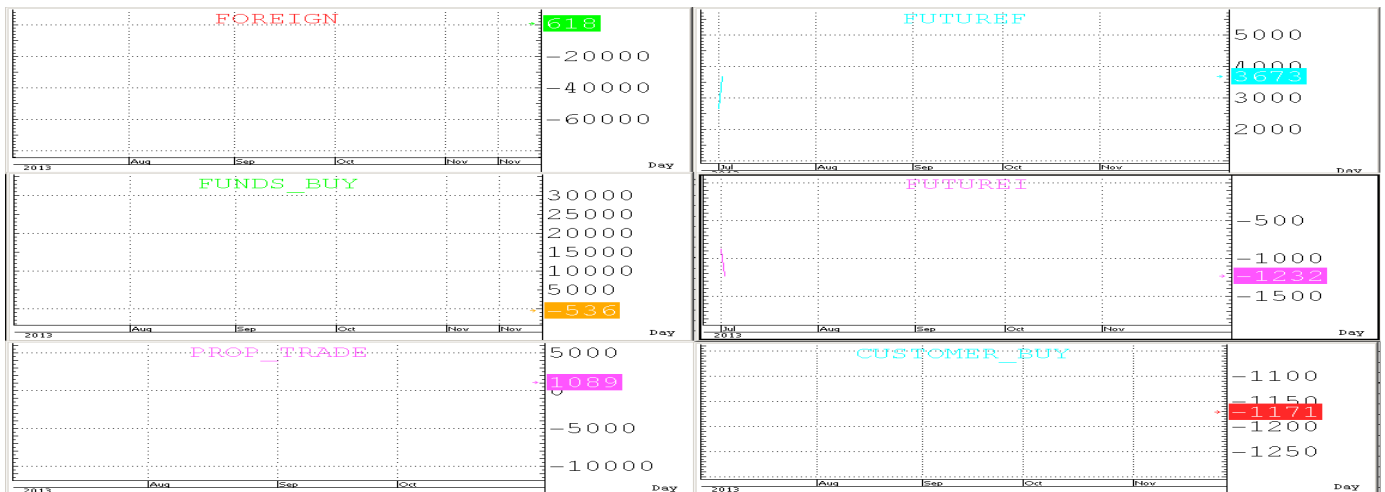 FOREIGN
618
-20000
-40000
-60000
2013 Aug Sep Oct Nov Nov Day
FUTUREF
5000
4000
3673
3000
2000
Jul Aug Sep Oct Nov
Day
FUNDS_BUY
30000
25000
20000
15000
10000
5000
-536
2013 Aug Sep Oct Nov Nov Day
FUTUREI
-500
-1000
-1232
-1500
2013 Jul Aug Sep Oct Nov Day
PROP_TRADE
5000
1089
0
-5000
-10000
2013 Aug Sep Oct Day
CUSTOMER_BUY
-1100
-1150
-1171
-1200
-1250
2013 Aug Sep Oct Nov Day